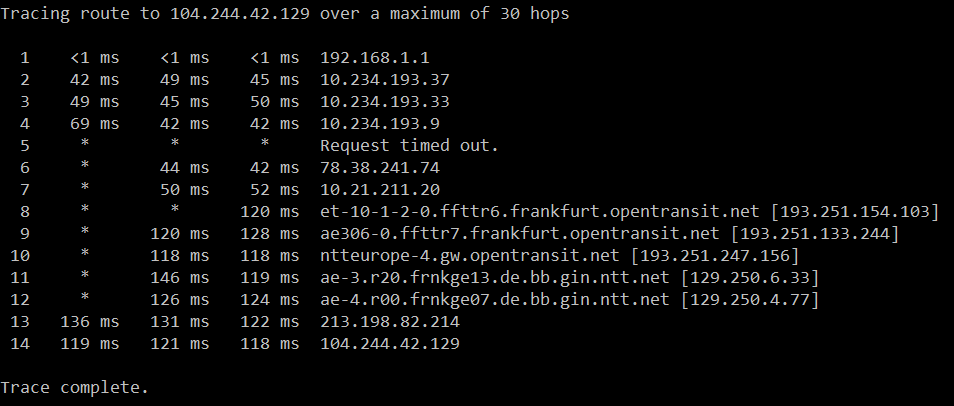 Tracing route to 104.244.42.129 over a maximum of 30 hops
1 <1 ms <1 ms <1 ms 192.168.1.1
2 42 ms 49 ms 45 ms 10.234.193.37
3 49 ms 45 ms 50 ms 10.234.193.33
4 69 ms 42 ms 42 ms 10.234.193.9
5 * * * Request timed out.
6 * 44 ms 42 ms 78.38.241.74
7 * 50 ms 52 ms 10.21.211.20
8 * * 120 ms et-10-1-2-0.ffttr6.frankfurt.opentransit.net [193.251.154.103]
9 * 120 ms 128 ms ae306-0.ffttr7.frankfurt.opentransit.net [193.251.133.244]
10 * 118 ms 118 ms ntteurope-4.gw.opentransit.net [193.251.247.156]
11 * 146 ms 119 ms ae-3.r20.frnkge13.de.bb.gin.ntt.net [129.250.6.33]
12 * 126 ms 124 ms ae-4.r00.frnkge07.de.bb.gin.ntt.net [129.250.4.77]
13 136 ms 131 ms 122 ms 213.198.82.214
14 119 ms 121 ms 118 ms 104.244.42.129
Trace complete.